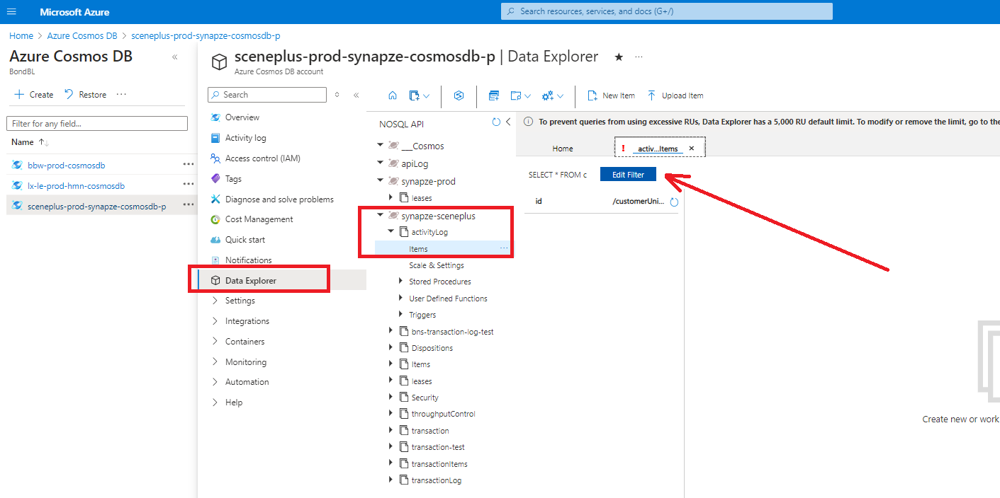 Microsoft Azure
Search resources, services, and docs (G+/)
Home > Azure Cosmos DB > sceneplus-prod-synapze-cosmosdb-p
Azure Cosmos DB
BondBL
Create
Restore
Filter for any field...
Name
bbw-prod-cosmosdb
lx-le-prod-hmn-cosmosdb
sceneplus-prod-synapze-cosmosdb-p
sceneplus-prod-synapze-cosmosdb-p | Data Explorer
Azure Cosmos DB account
Search
Overview
Activity log
Access control (IAM)
Tags
Diagnose and solve problems
Cost Management
Quick start
Notifications
Data Explorer
Settings
Integrations
Containers
Monitoring
Automation
Help
New Item
Upload Item
NOSQL API
___Cosmos
apiLog
synapze-prod
leases
synapze-sceneplus
activityLog
Items
Scale & Settings
Stored Procedures
User Defined Functions
Triggers
bns-transaction-log-test
Dispositions
Items
leases
Security
throughputControl
transaction
transaction-test
transactionItems
transactionLog
To prevent queries from using excessive RUs, Data Explorer has a 5,000 RU default limit. To modify or remove the limit, go to the
Home
! activ...Items
SELECT * FROM c
Edit Filter
id
/customerUni...
Create new or work